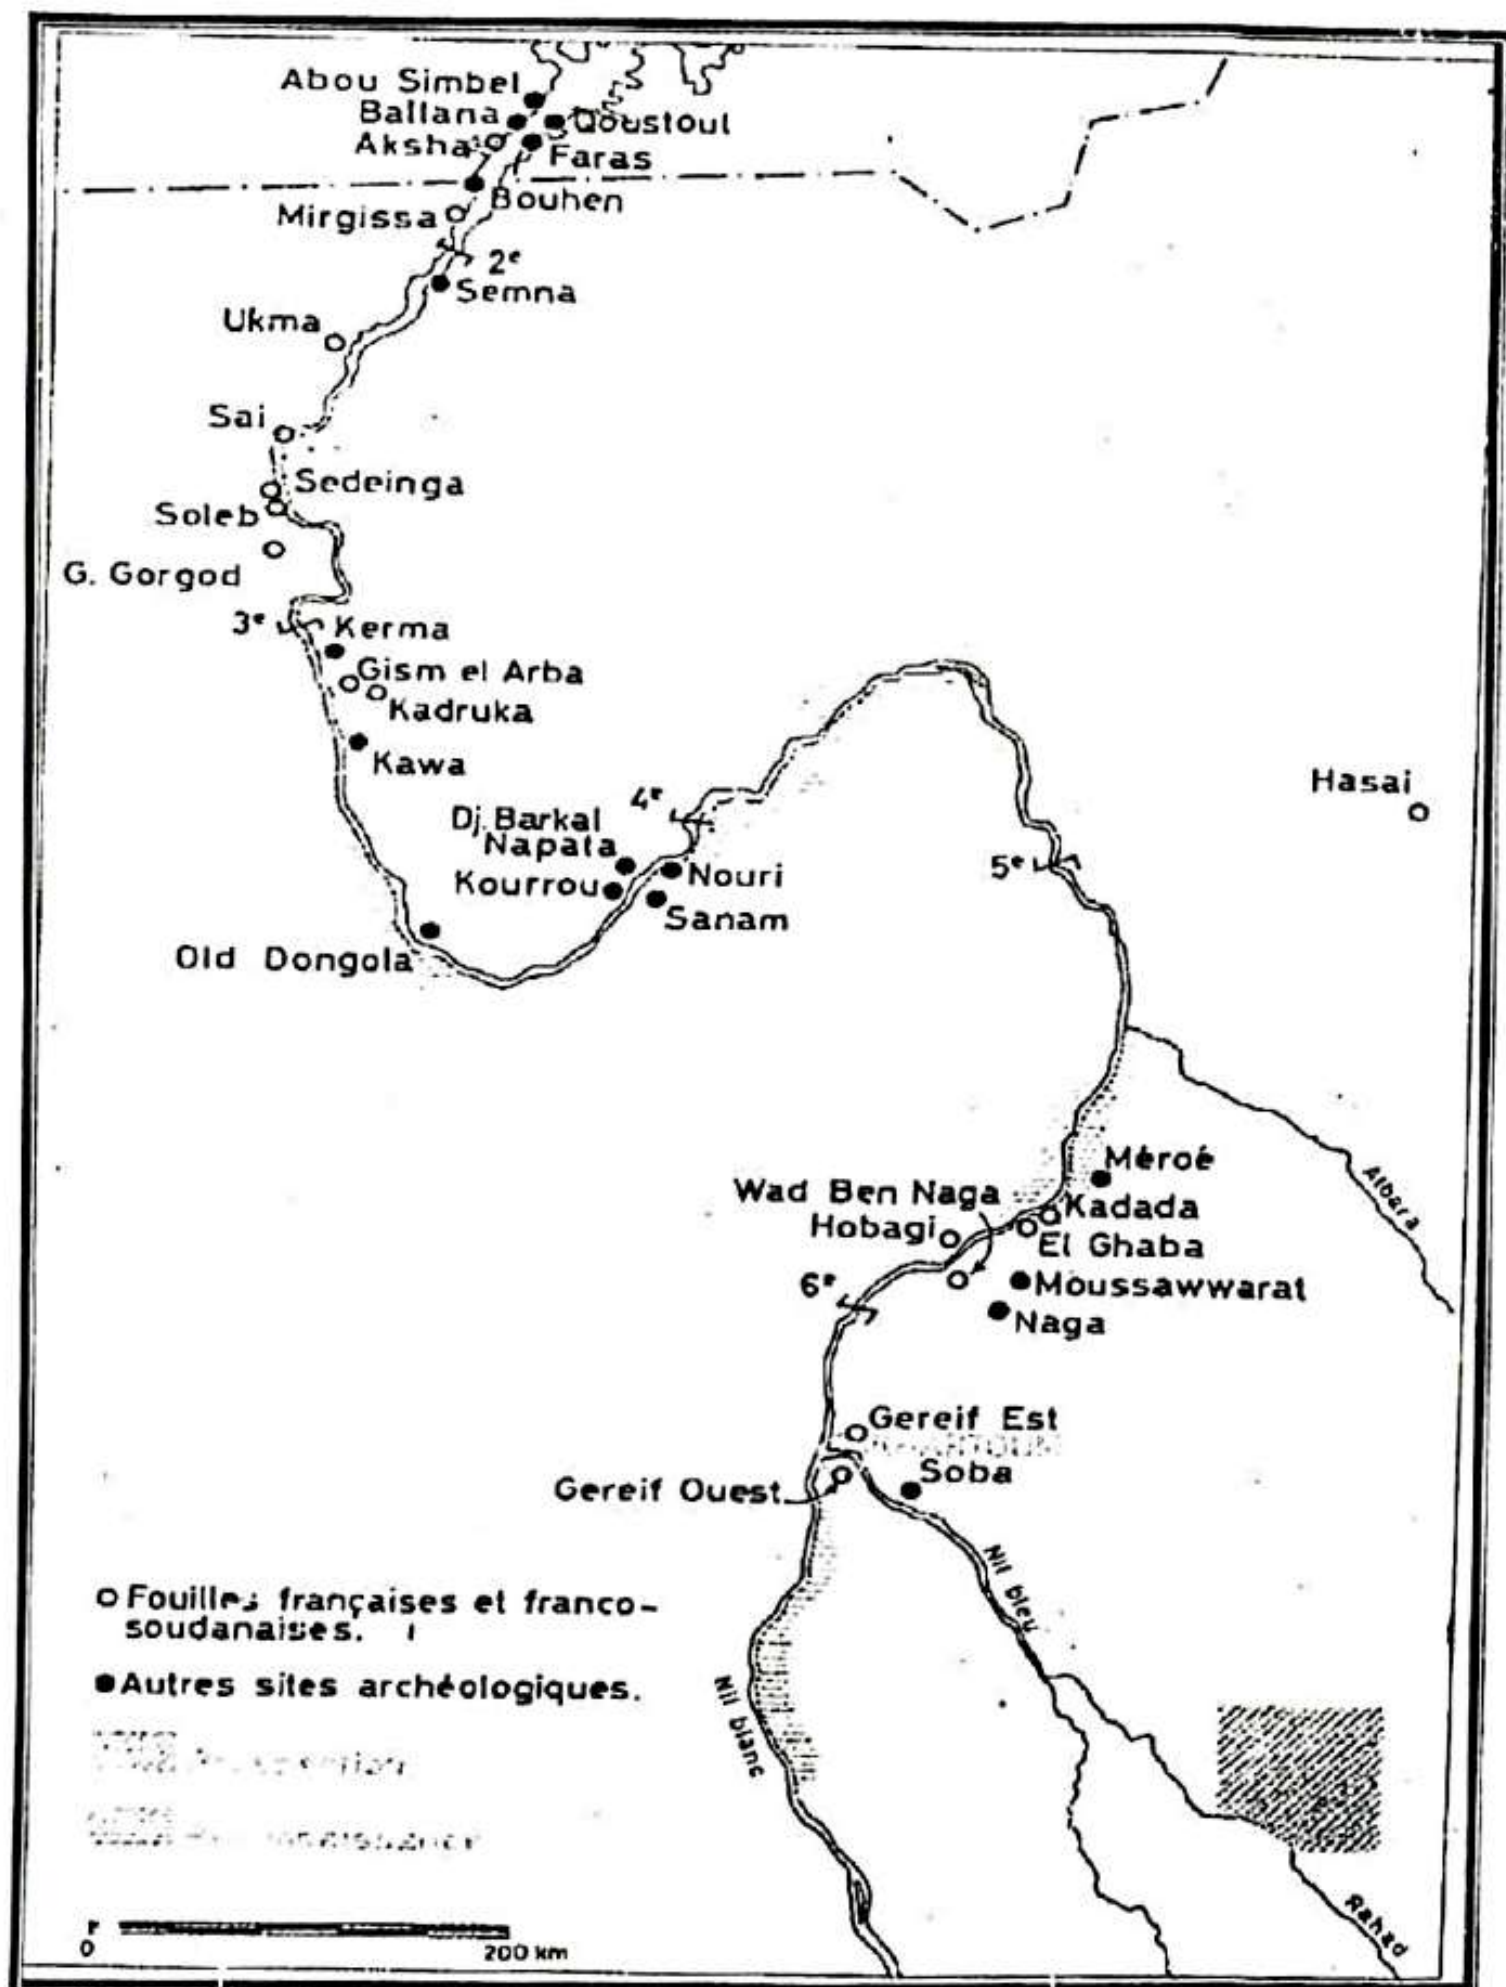 Abou Simbel
Ballana
Qoustoul
Aksha
Faras
Bouhen
Mirgissa
2e
Semna
Ukma
Sai
Sedeinga
Soleb
G. Gorgod
3e
Kerma
Gism el Arba
Kadruka
Kawa
Hasai
4e
Dj. Barkal
Napata
Nouri
Kourrou
Sanam
5e
Old Dongola
Méroé
Atbara
Wad Ben Naga
Kadada
Hobagi
El Ghaba
6e
Moussawwarat
Naga
Gereif Est
Soba
Gereif Ouest
Nil bleu
Fouilles françaises et franco-
soudanaises.
Autres sites archéologiques.
Nil blanc
Rahad
0
200 km